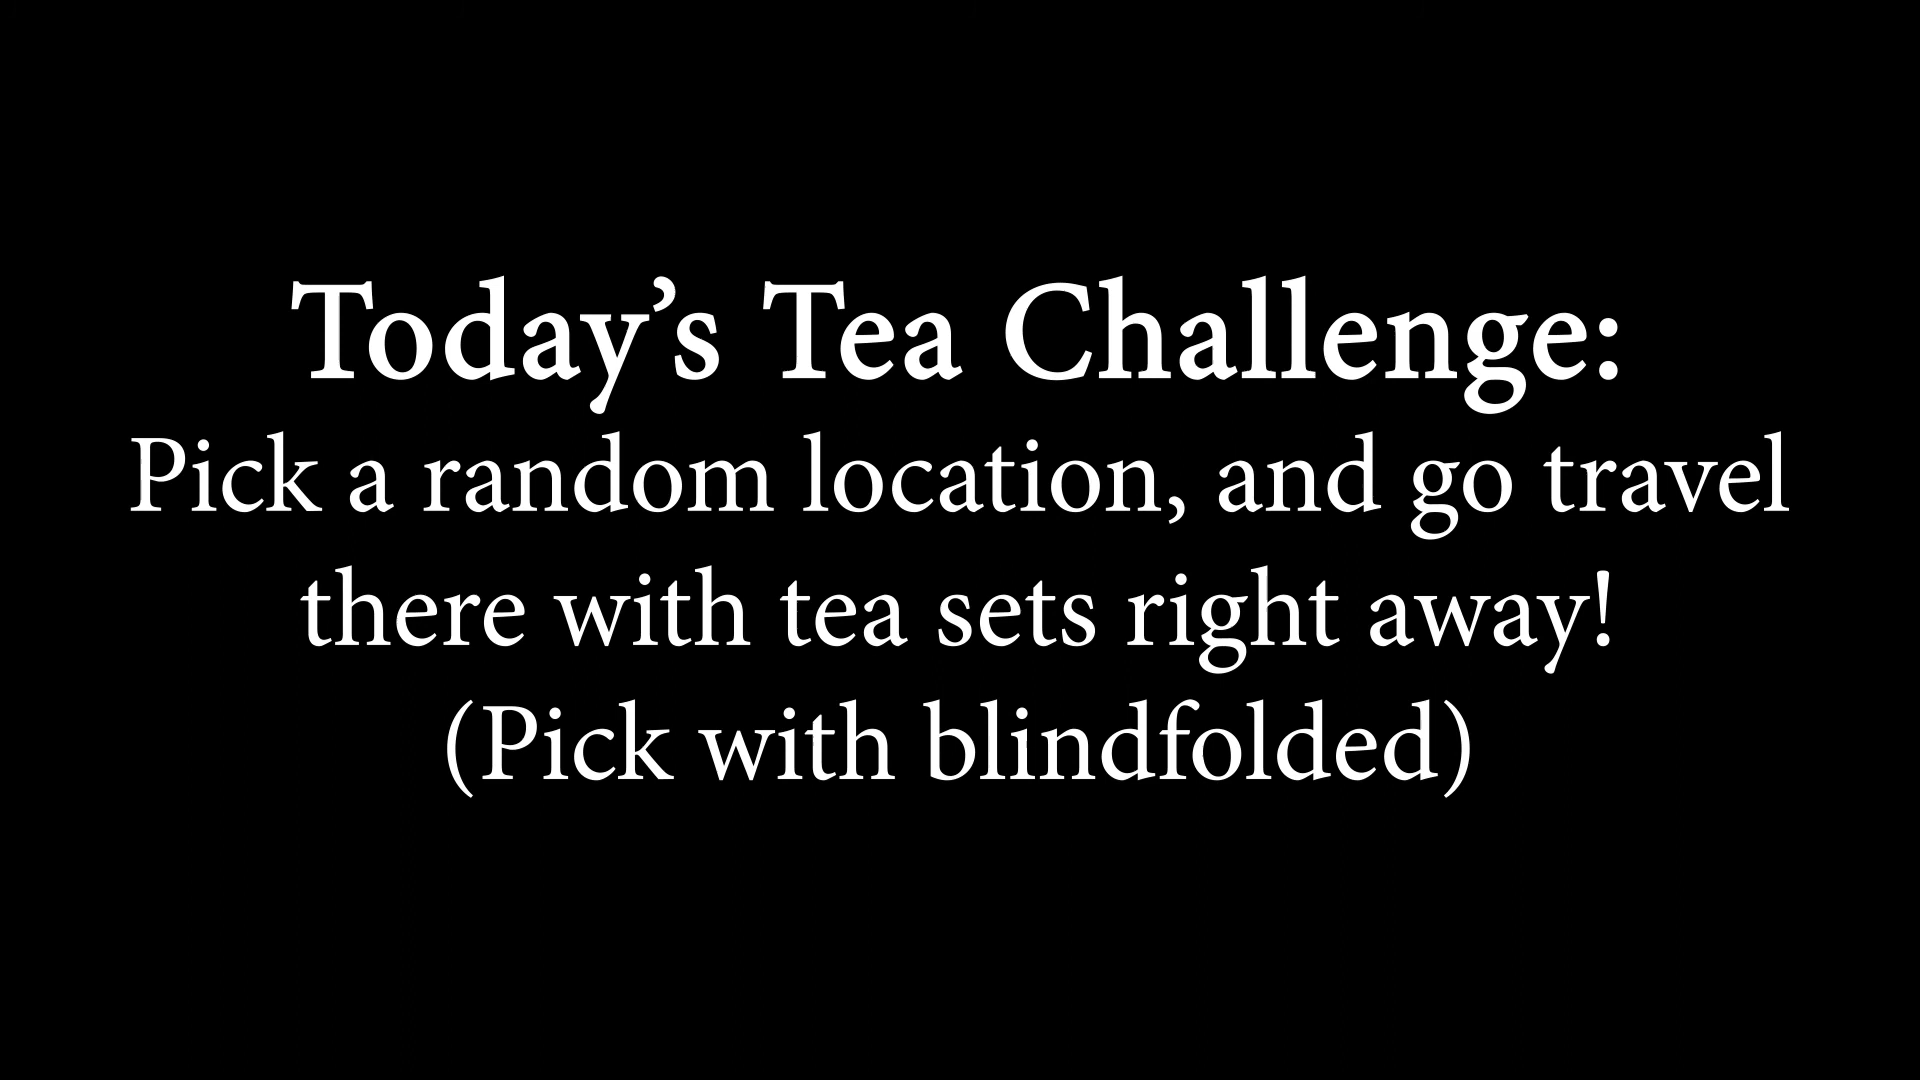 Today’s Tea Challenge:
Pick a random location, and go travel
there with tea sets right away!
(Pick with blindfolded)